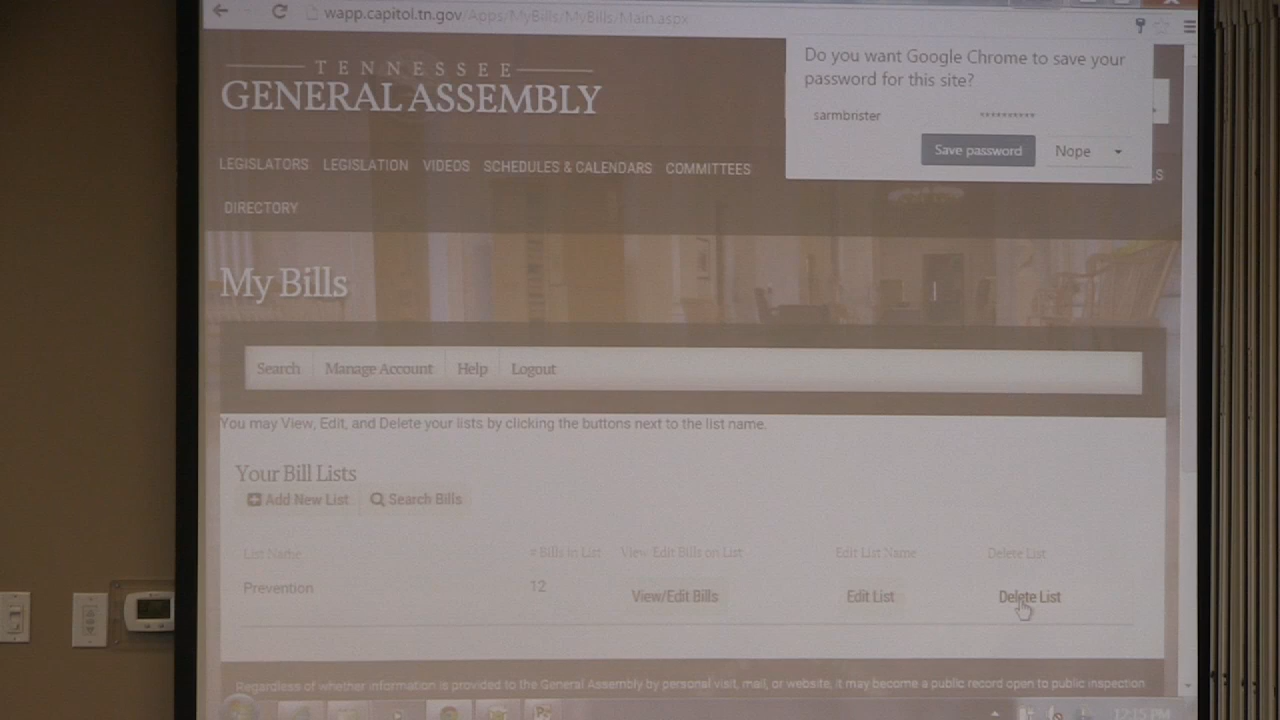 wapp.capitol.tn.gov/Apps/MyBills/MyBills/Main.aspx
Do you want Google Chrome to save your
password for this site?
sarmbrister **********
Save password Nope
TENNESSEE
GENERAL ASSEMBLY
LEGISLATORS LEGISLATION VIDEOS SCHEDULES & CALENDARS COMMITTEES
DIRECTORY
My Bills
Search Manage Account Help Logout
You may View, Edit, and Delete your lists by clicking the buttons next to the list name.
Your Bill Lists
Add New List Search Bills
List Name # Bills in List View/Edit Bills on List Edit List Name Delete List
Prevention 12 View/Edit Bills Edit List Delete List
Regardless of whether information is provided to the General Assembly by personal visit, mail, or website, it may become a public record open to public inspection
12:15 PM